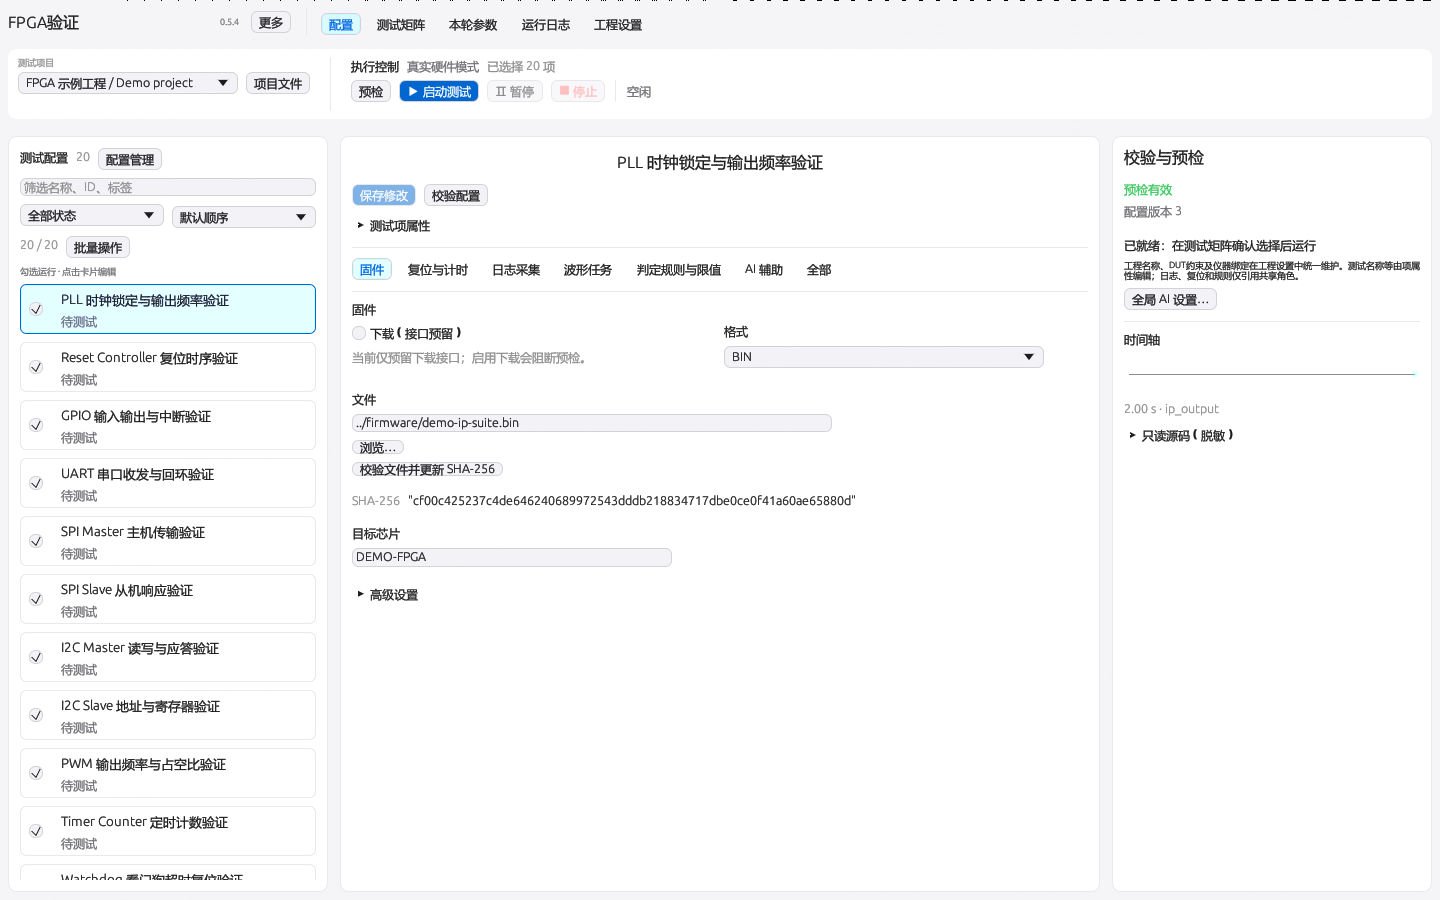 FPGA验证 0.5.4 更多 配置 测试矩阵 本轮参数 运行日志 工程设置
测试项目
FPGA 示例工程 / Demo project 项目文件
执行控制 真实硬件模式 已选择 20 项
预检 启动测试 暂停 停止 空闲
测试配置 20 配置管理
筛选名称、ID、标签
全部状态 默认顺序
20 / 20 批量操作
勾选运行 · 点击卡片编辑
PLL 时钟锁定与输出频率验证
待测试
Reset Controller 复位时序验证
待测试
GPIO 输入输出与中断验证
待测试
UART 串口收发与回环验证
待测试
SPI Master 主机传输验证
待测试
SPI Slave 从机响应验证
待测试
I2C Master 读写与应答验证
待测试
I2C Slave 地址与寄存器验证
待测试
PWM 输出频率与占空比验证
待测试
Timer Counter 定时计数验证
待测试
Watchdog 看门狗超时复位验证
PLL 时钟锁定与输出频率验证
保存修改 校验配置
测试项属性
固件 复位与计时 日志采集 波形任务 判定规则与限值 AI 辅助 全部
固件
下载 ( 接口预留 )
当前仅预留下载接口；启用下载会阻断预检。
格式
BIN
文件
../firmware/demo-ip-suite.bin
浏览...
校验文件并更新 SHA-256
SHA-256 "cf00c425237c4de646240689972543dddb218834717dbe0ce0f41a60ae65880d"
目标芯片
DEMO-FPGA
高级设置
校验与预检
预检有效
配置版本 3
已就绪：在测试矩阵确认选择后运行
工程名称、DUT约束及仪器绑定在工程设置中统一维护。测试名称等由项属
性编辑；日志、复位和规则仅引用共享角色。
全局 AI 设置...
时间轴
2.00 s · ip_output
只读源码 ( 脱敏 )